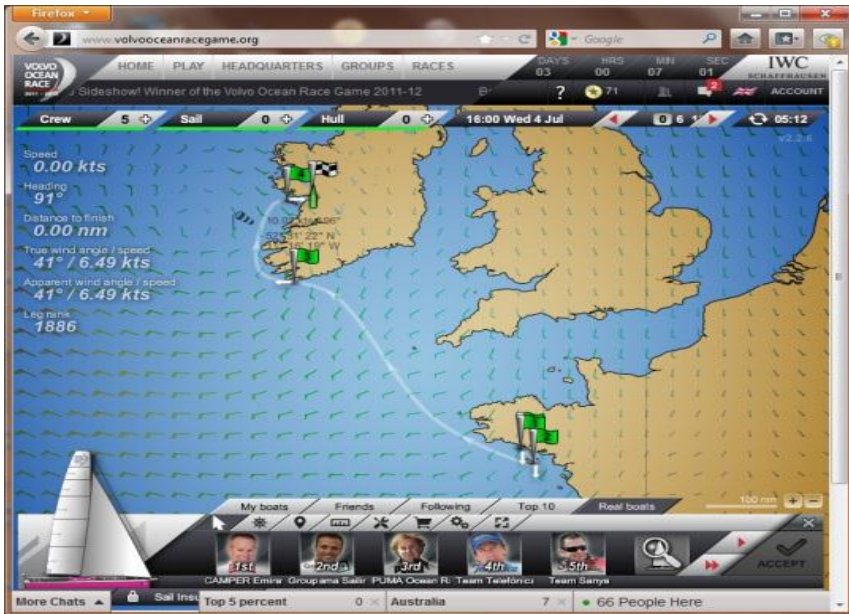 Firefox
www.volvooceanracegame.org
Google
VOLVO OCEAN RACE
HOME PLAY HEADQUARTERS GROUPS RACES
DAYS HRS MIN SEC
03 00 07 01
IWC
SCHAFFHAUSEN
Sideshow! Winner of the Volvo Ocean Race Game 2011-12
? 71 2 ACCOUNT
Crew 5 Sail 0 Hull 0 16:00 Wed 4 Jul 0 6 05:12
Speed
0.00 kts
Heading
91°
Distance to finish
0.00 nm
True wind angle / speed
41° / 6.49 kts
Apparent wind angle / speed
41° / 6.49 kts
Leg rank
1886
100 nm
My boats Friends Following Top 10 Real boats
1st 2nd 3rd 4th 5th
CAMPER Emira Groupama Sailin PUMA Ocean R Team Telefónic Team Sanya
ACCEPT
More Chats Sail Insu Top 5 percent 0 Australia 7 66 People Here